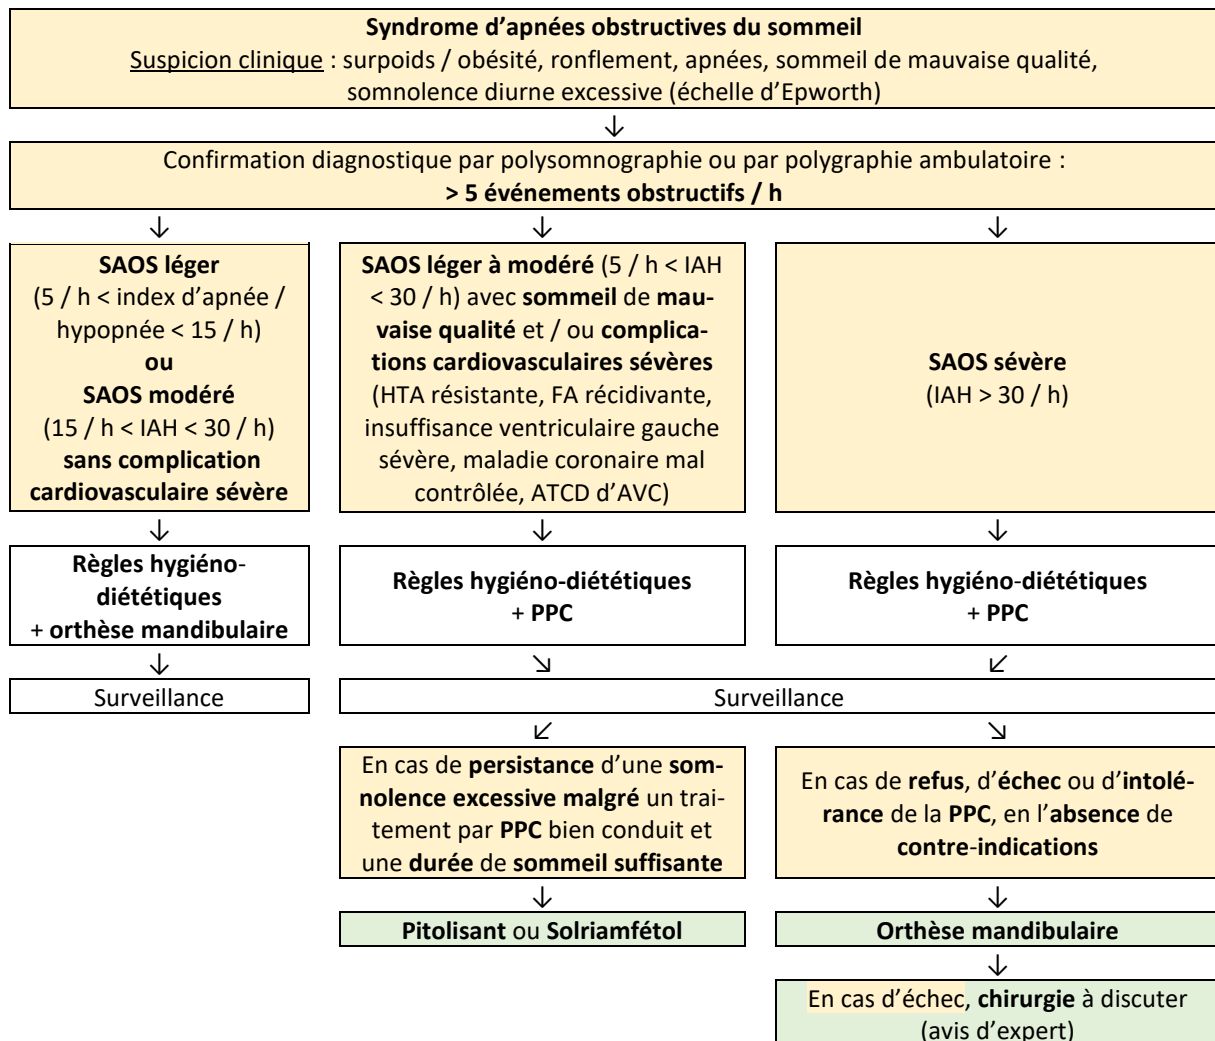 Syndrome d’apnées obstructives du sommeil
Suspicion clinique : surpoids / obésité, ronflement, apnées, sommeil de mauvaise qualité,
somnolence diurne excessive (échelle d’Epworth)
↓
Confirmation diagnostique par polysomnographie ou par polygraphie ambulatoire :
> 5 événements obstructifs / h
↓ ↓ ↓
SAOS léger
(5 / h < index d’apnée /
hypopnée < 15 / h)
ou
SAOS modéré
(15 / h < IAH < 30 / h)
sans complication
cardiovasculaire sévère
SAOS léger à modéré (5 / h < IAH
< 30 / h) avec sommeil de mau-
vaise qualité et / ou complica-
tions cardiovasculaires sévères
(HTA résistante, FA récidivante,
insuffisance ventriculaire gauche
sévère, maladie coronaire mal
contrôlée, ATCD d’AVC)
SAOS sévère
(IAH > 30 / h)
↓ ↓ ↓
Règles hygiéno-
diététiques
+ orthèse mandibulaire
Règles hygiéno-diététiques
+ PPC
Règles hygiéno-diététiques
+ PPC
↓ ↘ ↙
Surveillance
Surveillance
↙ ↘
En cas de persistance d’une som-
nolence excessive malgré un trai-
tement par PPC bien conduit et
une durée de sommeil suffisante
En cas de refus, d’échec ou d’intolé-
rance de la PPC, en l’absence de
contre-indications
↓ ↓
Pitolisant ou Solriamfétol
Orthèse mandibulaire
↓
En cas d’échec, chirurgie à discuter
(avis d’expert)